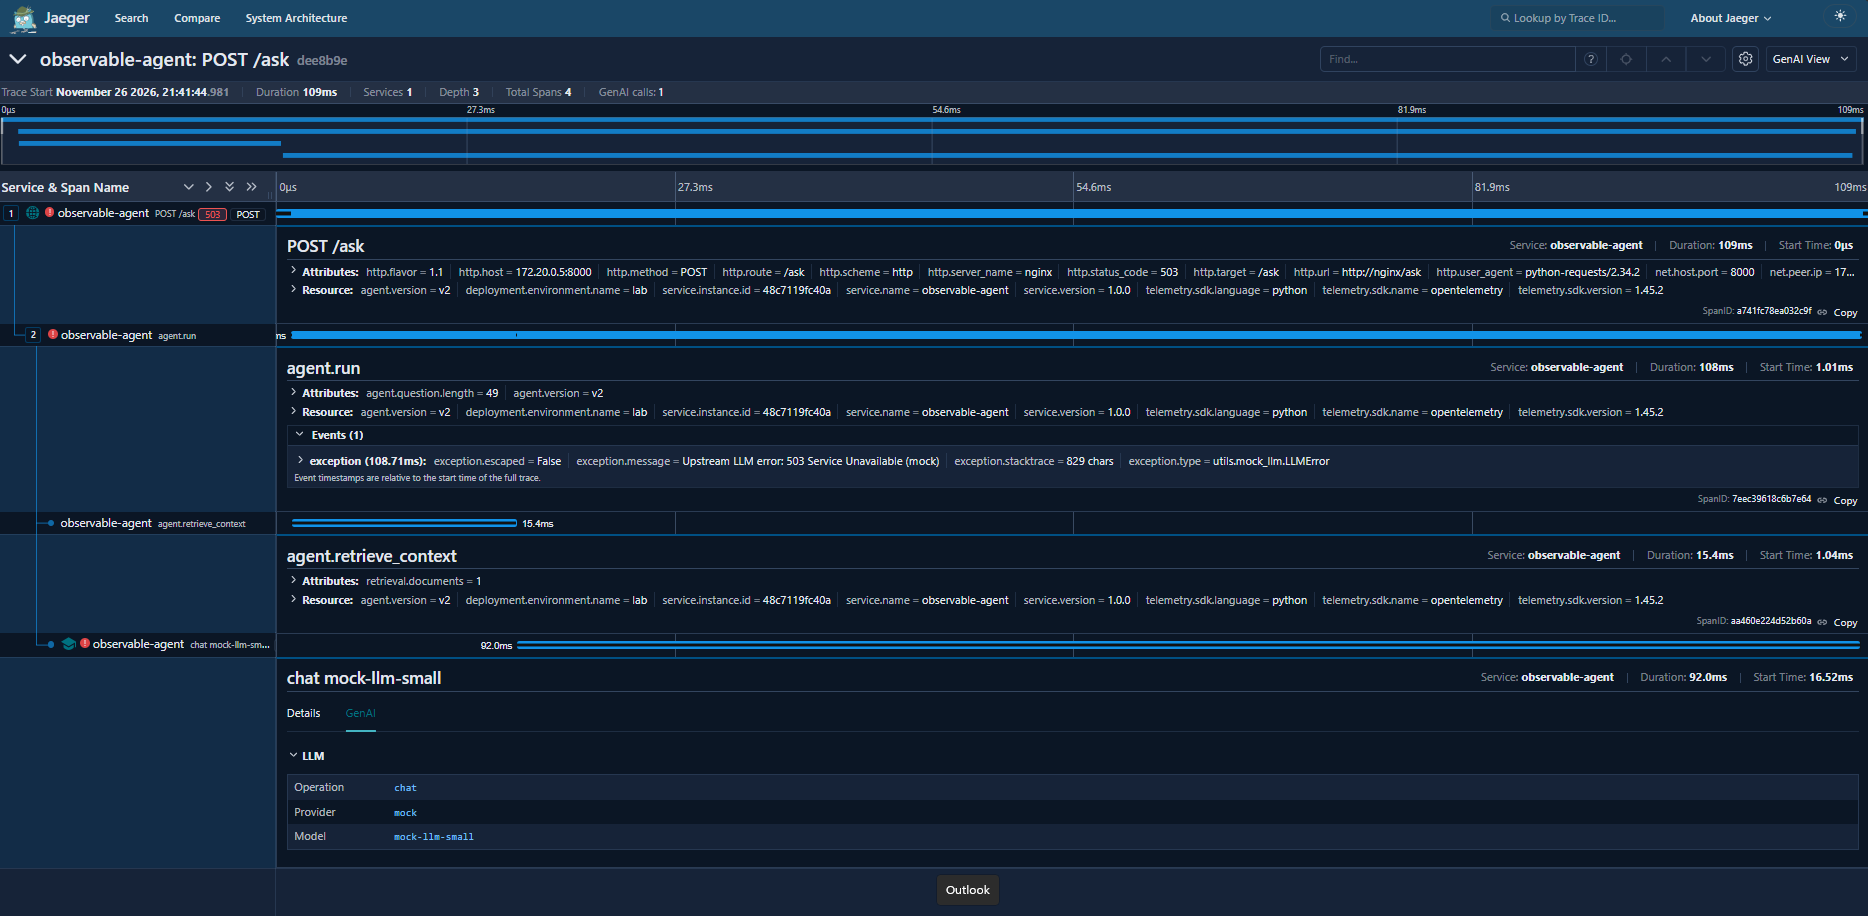 Jaeger Search Compare System Architecture Lookup by Trace ID... About Jaeger
observable-agent: POST /ask dee8b9e Find... ? GenAI View
Trace Start November 26 2026, 21:41:44.981 Duration 109ms Services 1 Depth 3 Total Spans 4 GenAI calls: 1
0μs 27.3ms 54.6ms 81.9ms 109ms
Service & Span Name 0μs 27.3ms 54.6ms 81.9ms 109ms
1 observable-agent POST /ask 503 POST
POST /ask Service: observable-agent Duration: 109ms Start Time: 0μs
Attributes: http.flavor = 1.1 http.host = 172.20.0.5:8000 http.method = POST http.route = /ask http.scheme = http http.server_name = nginx http.status_code = 503 http.target = /ask http.url = http://nginx/ask http.user_agent = python-requests/2.34.2 net.host.port = 8000 net.peer.ip = 17...
Resource: agent.version = v2 deployment.environment.name = lab service.instance.id = 48c7119fc40a service.name = observable-agent service.version = 1.0.0 telemetry.sdk.language = python telemetry.sdk.name = opentelemetry telemetry.sdk.version = 1.45.2
SpanID: a741fc78ea032c9f Copy
2 observable-agent agent.run ms
agent.run Service: observable-agent Duration: 108ms Start Time: 1.01ms
Attributes: agent.question.length = 49 agent.version = v2
Resource: agent.version = v2 deployment.environment.name = lab service.instance.id = 48c7119fc40a service.name = observable-agent service.version = 1.0.0 telemetry.sdk.language = python telemetry.sdk.name = opentelemetry telemetry.sdk.version = 1.45.2
Events (1)
exception (108.71ms): exception.escaped = False exception.message = Upstream LLM error: 503 Service Unavailable (mock) exception.stacktrace = 829 chars exception.type = utils.mock_llm.LLMError
Event timestamps are relative to the start time of the full trace.
SpanID: 7eec39618c6b7e64 Copy
observable-agent agent.retrieve_context 15.4ms
agent.retrieve_context Service: observable-agent Duration: 15.4ms Start Time: 1.04ms
Attributes: retrieval.documents = 1
Resource: agent.version = v2 deployment.environment.name = lab service.instance.id = 48c7119fc40a service.name = observable-agent service.version = 1.0.0 telemetry.sdk.language = python telemetry.sdk.name = opentelemetry telemetry.sdk.version = 1.45.2
SpanID: aa460e224d52b60a Copy
observable-agent chat mock-llm-sm... 92.0ms
chat mock-llm-small Service: observable-agent Duration: 92.0ms Start Time: 16.52ms
Details GenAI
LLM
Operation chat
Provider mock
Model mock-llm-small
Outlook